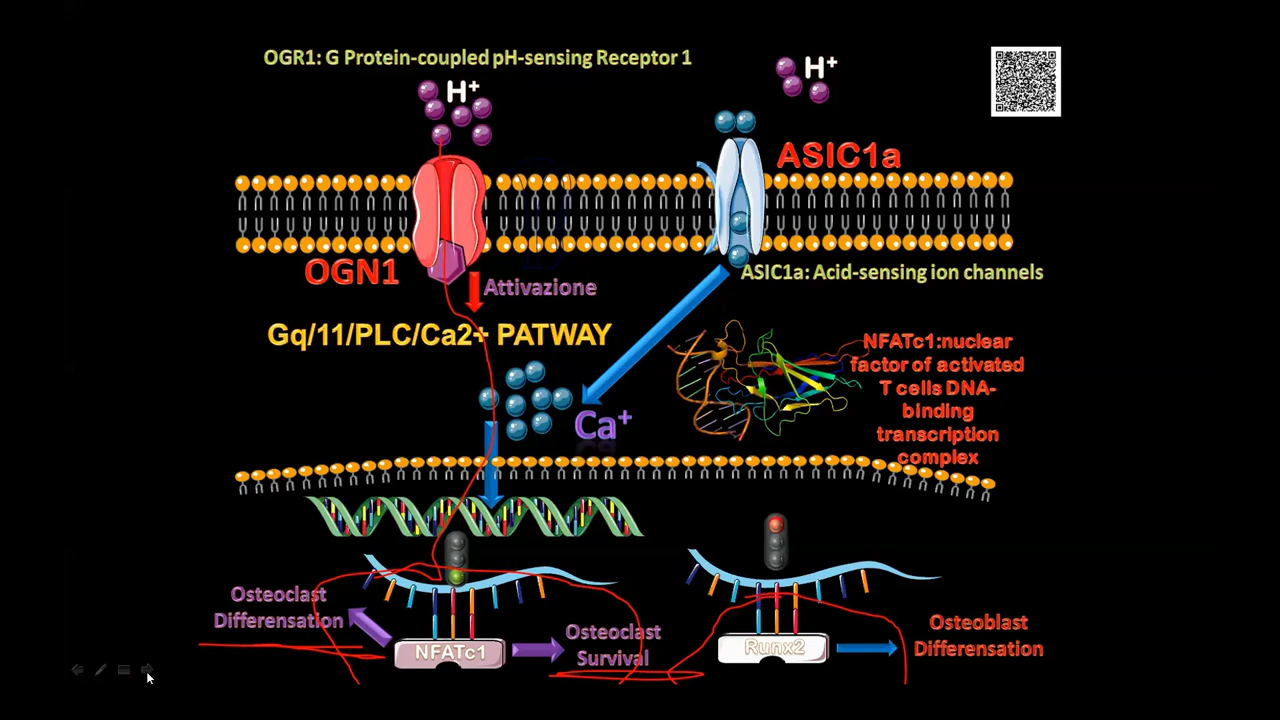 OGR1: G Protein-coupled pH-sensing Receptor 1
H+
H+
ASIC1a
OGN1
ASIC1a: Acid-sensing ion channels
Attivazione
Gq/11/PLC/Ca2+ PATWAY
NFATc1:nuclear
factor of activated
T cells DNA-
binding
transcription
complex
Ca+
Osteoclast
Differensation
NFATc1
Osteoclast
Survival
Runx2
Osteoblast
Differensation